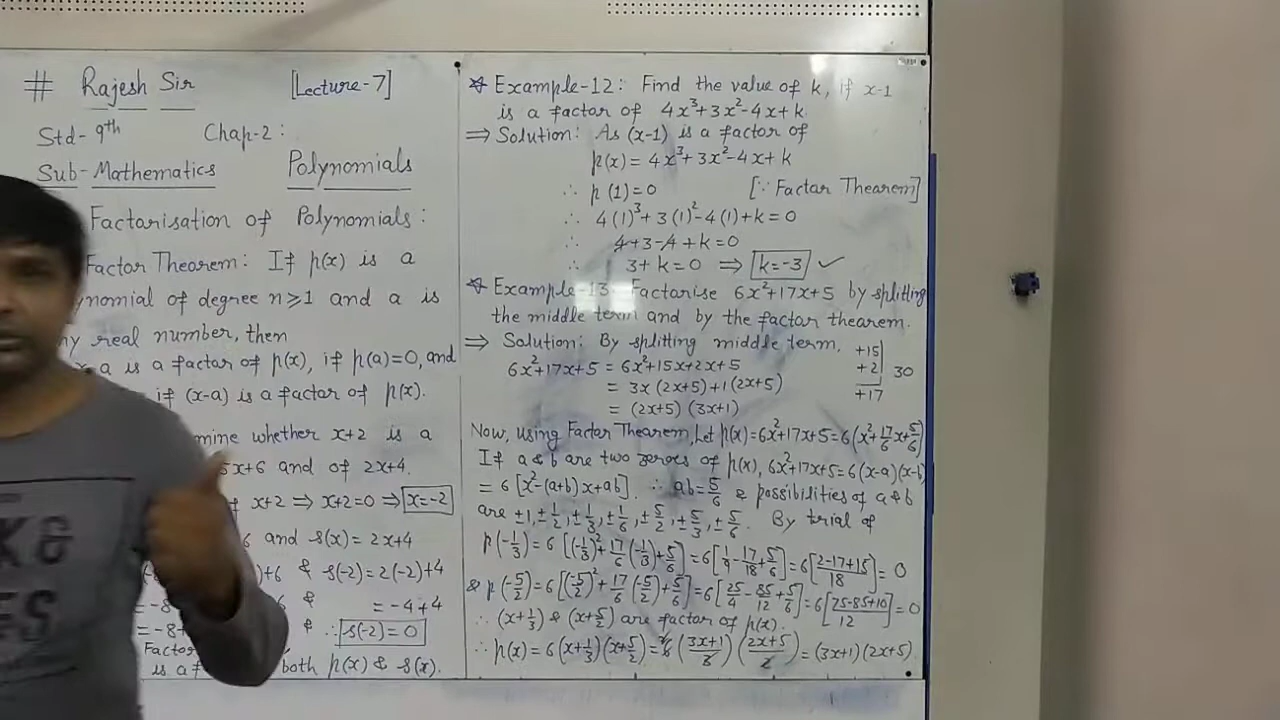 # Rajesh Sir [Lecture-7]
Std- 9th Chap-2:
Sub- Mathematics Polynomials
Factorisation of Polynomials:
Factor Theorem: If p(x) is a
of degree n≥1 and a is
real number, then
is a factor of p(x), if p(a)=0, and
if (x-a) is a factor of p(x).
whether x+2 is a
5x+6 and of 2x+4.
x+2 ⟹ x+2=0 ⟹ x=-2
and s(x) = 2x+4
+6 & s(-2)=2(-2)+4
=-8 & = -4+4
=-8+ & ∴ s(-2)=0
Factor
is a both p(x) & s(x).
☆ Example-12: Find the value of k, if x-1
is a factor of 4x³+3x²-4x+k
⟹ Solution: As (x-1) is a factor of
p(x) = 4x³+3x²-4x+k
∴ p(1)=0 [∵ Factar Thearem]
∴ 4(1)³+3(1)²-4(1)+k=0
∴ 4+3-4+k=0
∴ 3+k=0 ⟹ k=-3 ✓
☆ Example-13: Factarise 6x²+17x+5 by splitting
the middle term and by the factar thearem.
⟹ Solution: By splitting middle term,
6x²+17x+5 = 6x²+15x+2x+5
= 3x(2x+5)+1(2x+5)
= (2x+5)(3x+1)
+15
+2 30
+17
Now, using Factar Thearem, Let p(x)=6x²+17x+5=6(x²+17/6x+5/6)
If a & b are two zeroes of p(x), 6x²+17x+5=6(x-a)(x-b)
= 6[x²-(a+b)x+ab]. ∴ ab=5/6 & possibilities of a & b
are ±1, ±1/2, ±1/3, ±1/6, ±5/2, ±5/3, ±5/6. By trial of
p(-1/3)=6[(-1/3)²+17/6(-1/3)+5/6]=6[1/9-17/18+5/6]=6[2-17+15/18]=0
& p(-5/2)=6[(-5/2)²+17/6(-5/2)+5/6]=6[25/4-85/12+5/6]=6[75-85+10/12]=0
∴ (x+1/3) & (x+5/2) are factor of p(x).
∴ p(x)=6(x+1/3)(x+5/2)=6(3x+1/3)(2x+5/2)=(3x+1)(2x+5).